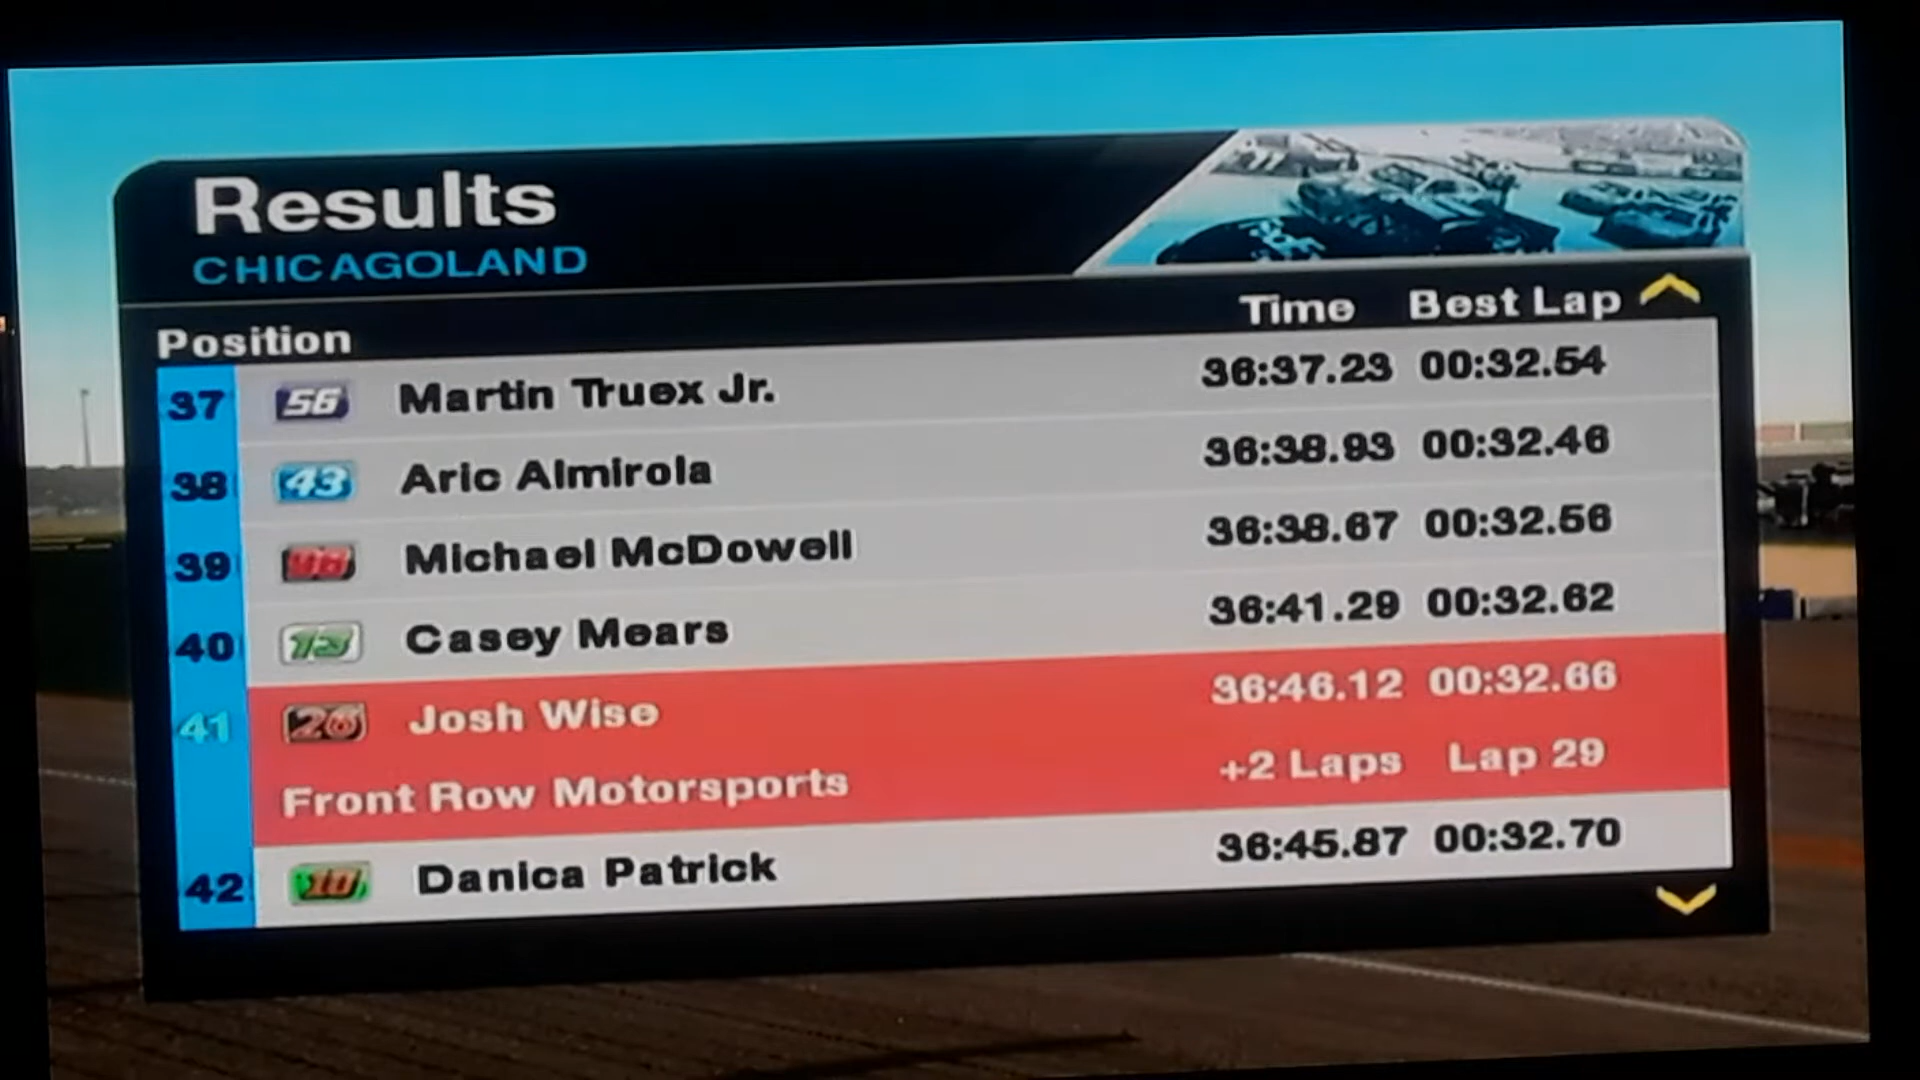 Results
CHICAGOLAND
Position Time Best Lap
37 56 Martin Truex Jr. 36:37.23 00:32.54
38 43 Aric Almirola 36:38.93 00:32.46
39 98 Michael McDowell 36:38.67 00:32.56
40 13 Casey Mears 36:41.29 00:32.62
41 26 Josh Wise 36:46.12 00:32.66
Front Row Motorsports +2 Laps Lap 29
42 10 Danica Patrick 36:45.87 00:32.70